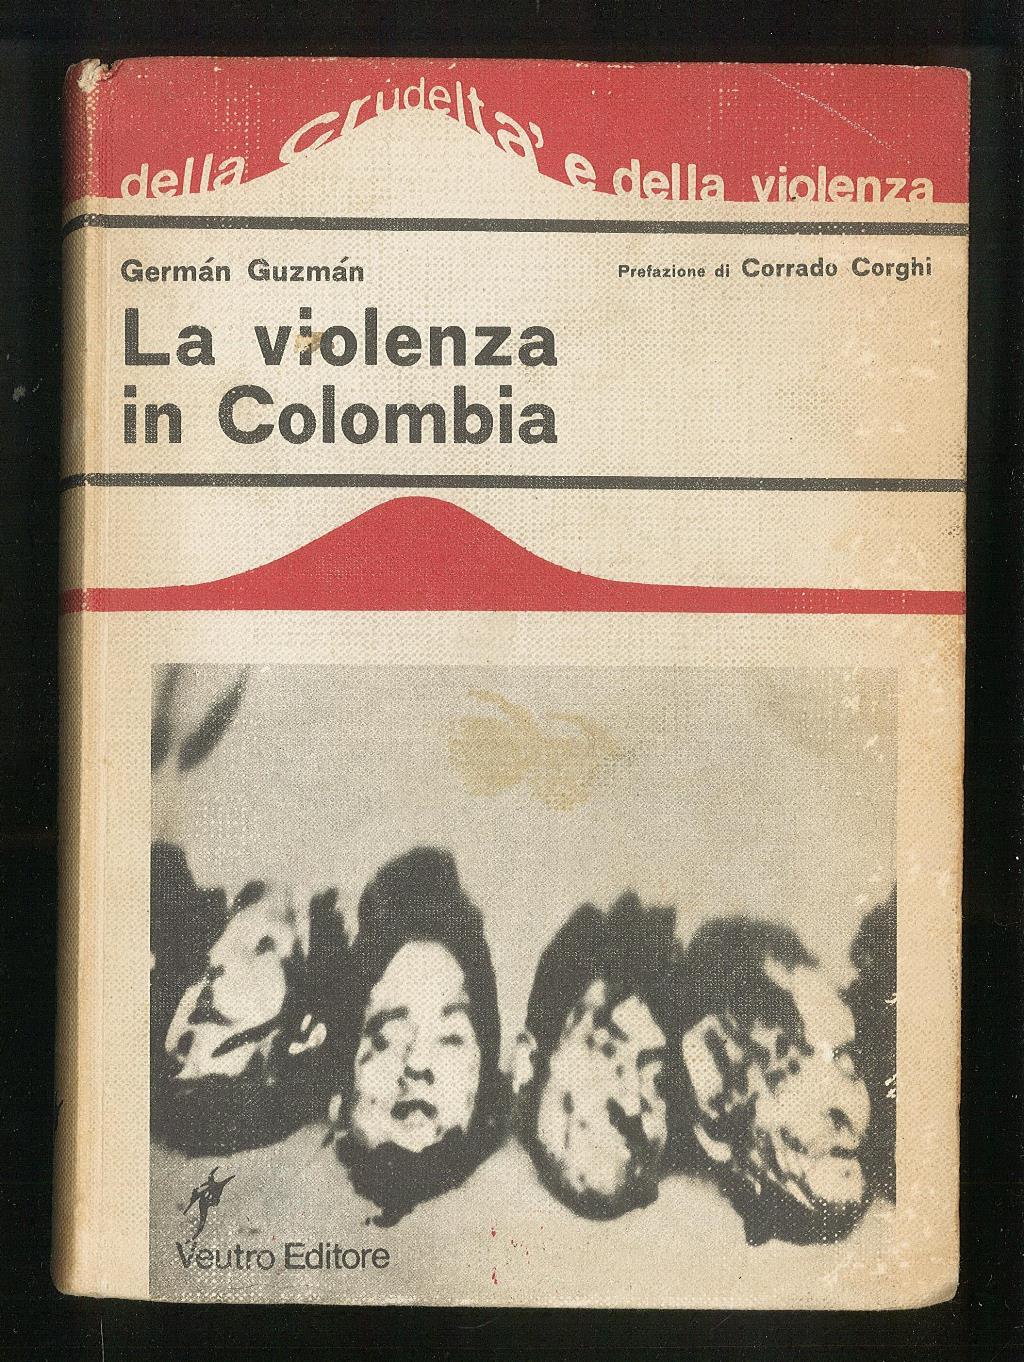 della crudelta' e della violenza
Germán Guzmán
Prefazione di Corrado Corghi
La violenza
in Colombia
Veutro Editore